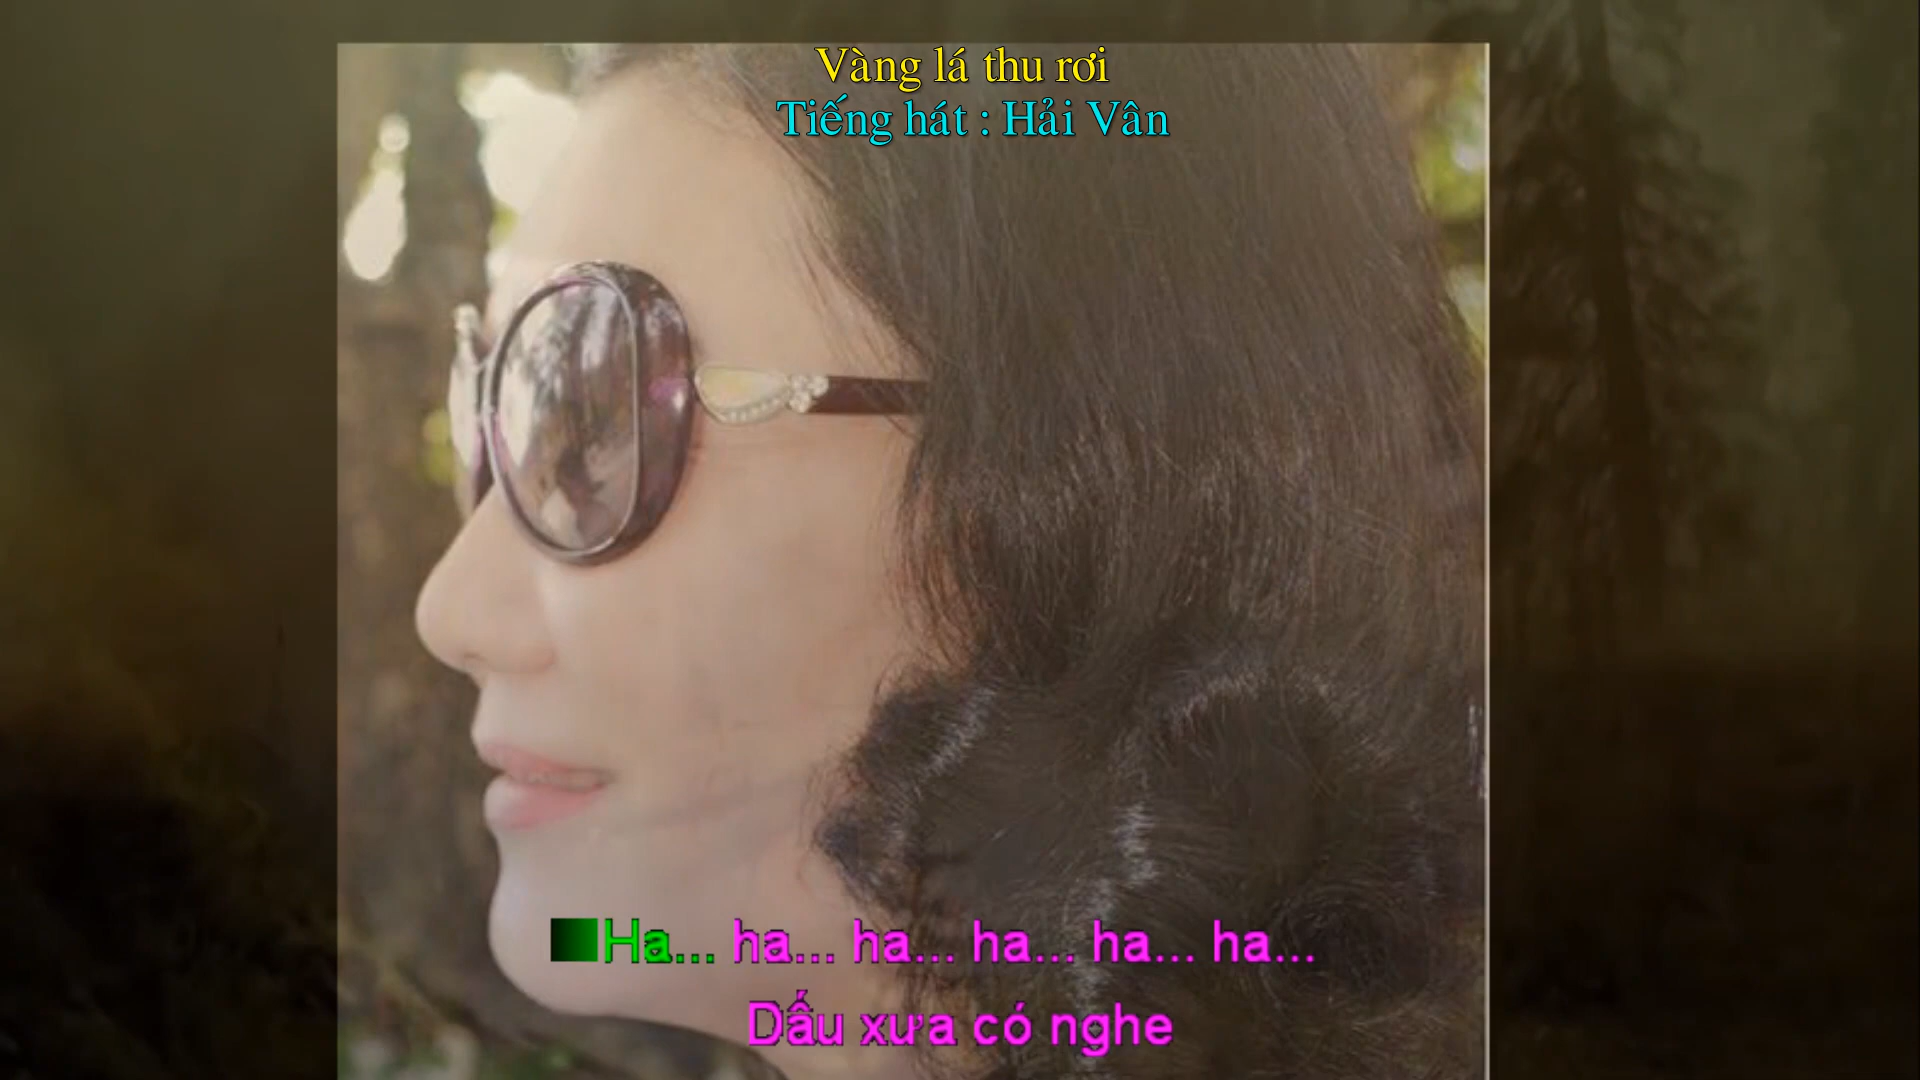 Vàng lá thu rơi
Tiếng hát : Hải Vân
Ha... ha... ha... ha... ha... ha...
Dấu xưa có nghe